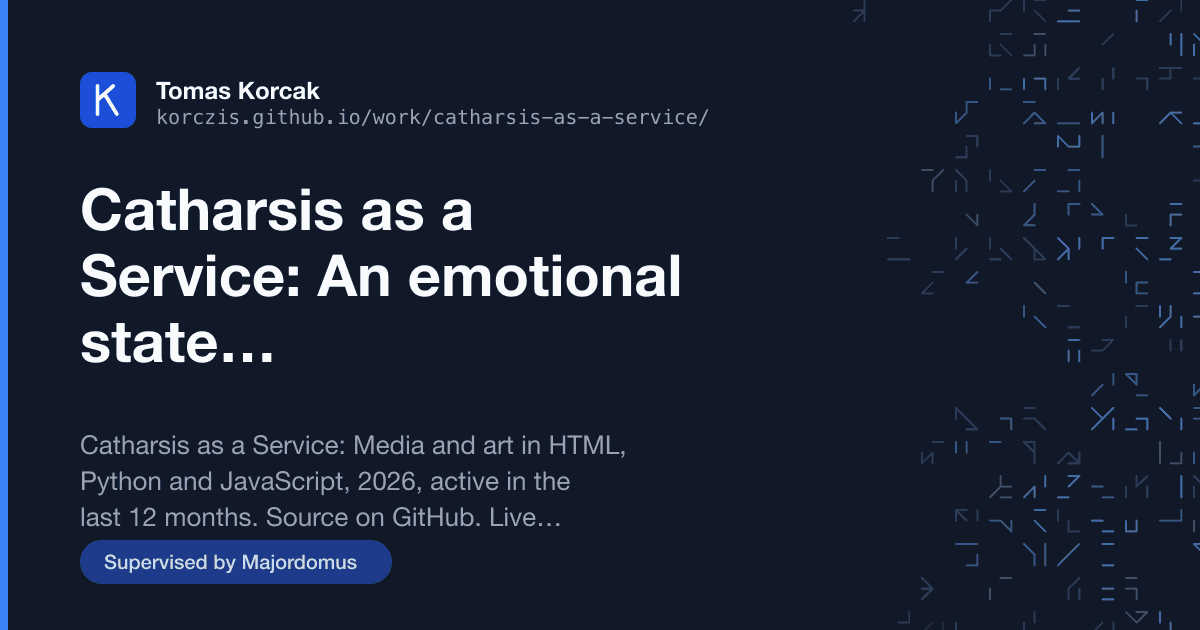 K
Tomas Korcak
korczis.github.io/work/catharsis-as-a-service/
Catharsis as a
Service: An emotional
state…
Catharsis as a Service: Media and art in HTML,
Python and JavaScript, 2026, active in the
last 12 months. Source on GitHub. Live…
Supervised by Majordomus